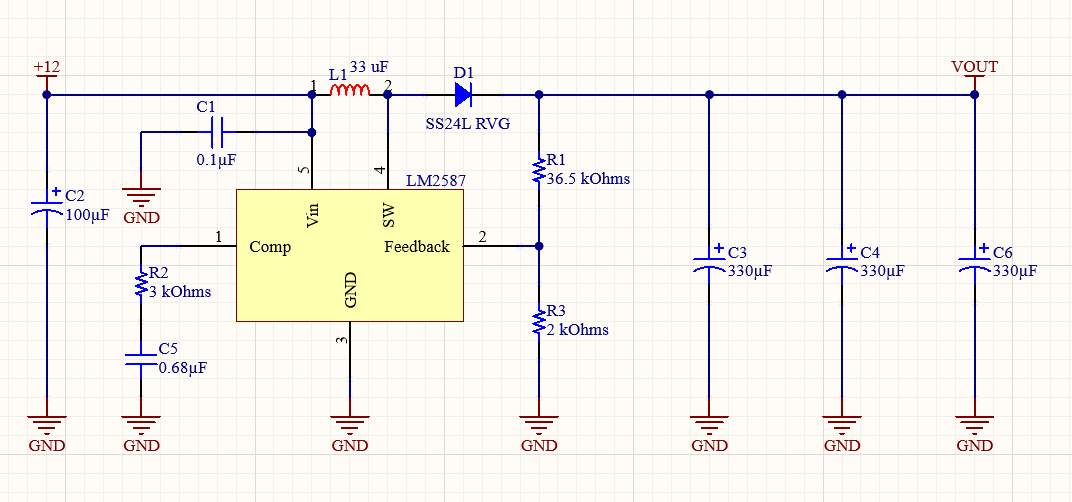 +12
L1
33 uF
D1
VOUT
1
2
C1
SS24L RVG
0.1µF
5
4
LM2587
R1
36.5 kOhms
+
C2
100µF
GND
Vin
SW
1
Comp
Feedback
2
+
C3
330µF
+
C4
330µF
+
C6
330µF
R2
3 kOhms
GND
R3
2 kOhms
3
C5
0.68µF
GND
GND
GND
GND
GND
GND
GND